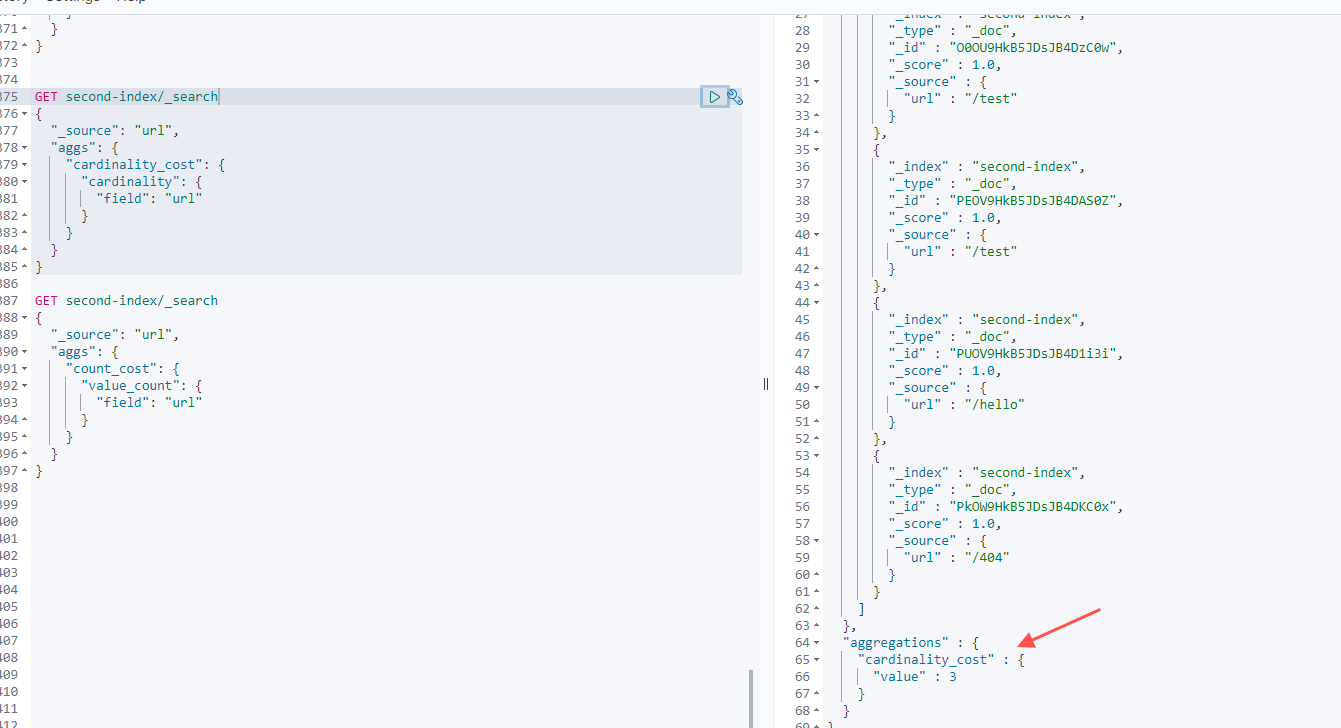 Settings
371
}
372
}
373
374
375
GET second-index/_search
376
{
377
"_source": "url",
378
"aggs": {
379
"cardinality_cost": {
380
"cardinality": {
381
"field": "url"
382
}
383
}
384
}
385
}
386
387
GET second-index/_search
388
{
389
"_source": "url",
390
"aggs": {
391
"count_cost": {
392
"value_count": {
393
"field": "url"
394
}
395
}
396
}
397
}
398
399
400
401
402
403
404
405
406
407
408
409
410
411
412
27
"_index" : "second-index",
28
"_type" : "_doc",
29
"_id" : "O0OU9HkB5JDsJB4DzC0w",
30
"_score" : 1.0,
31
"_source" : {
32
"url" : "/test"
33
}
34
},
35
{
36
"_index" : "second-index",
37
"_type" : "_doc",
38
"_id" : "PEOV9HkB5JDsJB4DAS0Z",
39
"_score" : 1.0,
40
"_source" : {
41
"url" : "/test"
42
}
43
},
44
{
45
"_index" : "second-index",
46
"_type" : "_doc",
47
"_id" : "PUOV9HkB5JDsJB4D1i3i",
48
"_score" : 1.0,
49
"_source" : {
50
"url" : "/hello"
51
}
52
},
53
{
54
"_index" : "second-index",
55
"_type" : "_doc",
56
"_id" : "PkOW9HkB5JDsJB4DKC0x",
57
"_score" : 1.0,
58
"_source" : {
59
"url" : "/404"
60
}
61
}
62
]
63
},
64
"aggregations" : {
65
"cardinality_cost" : {
66
"value" : 3
67
}
68
}
69
}